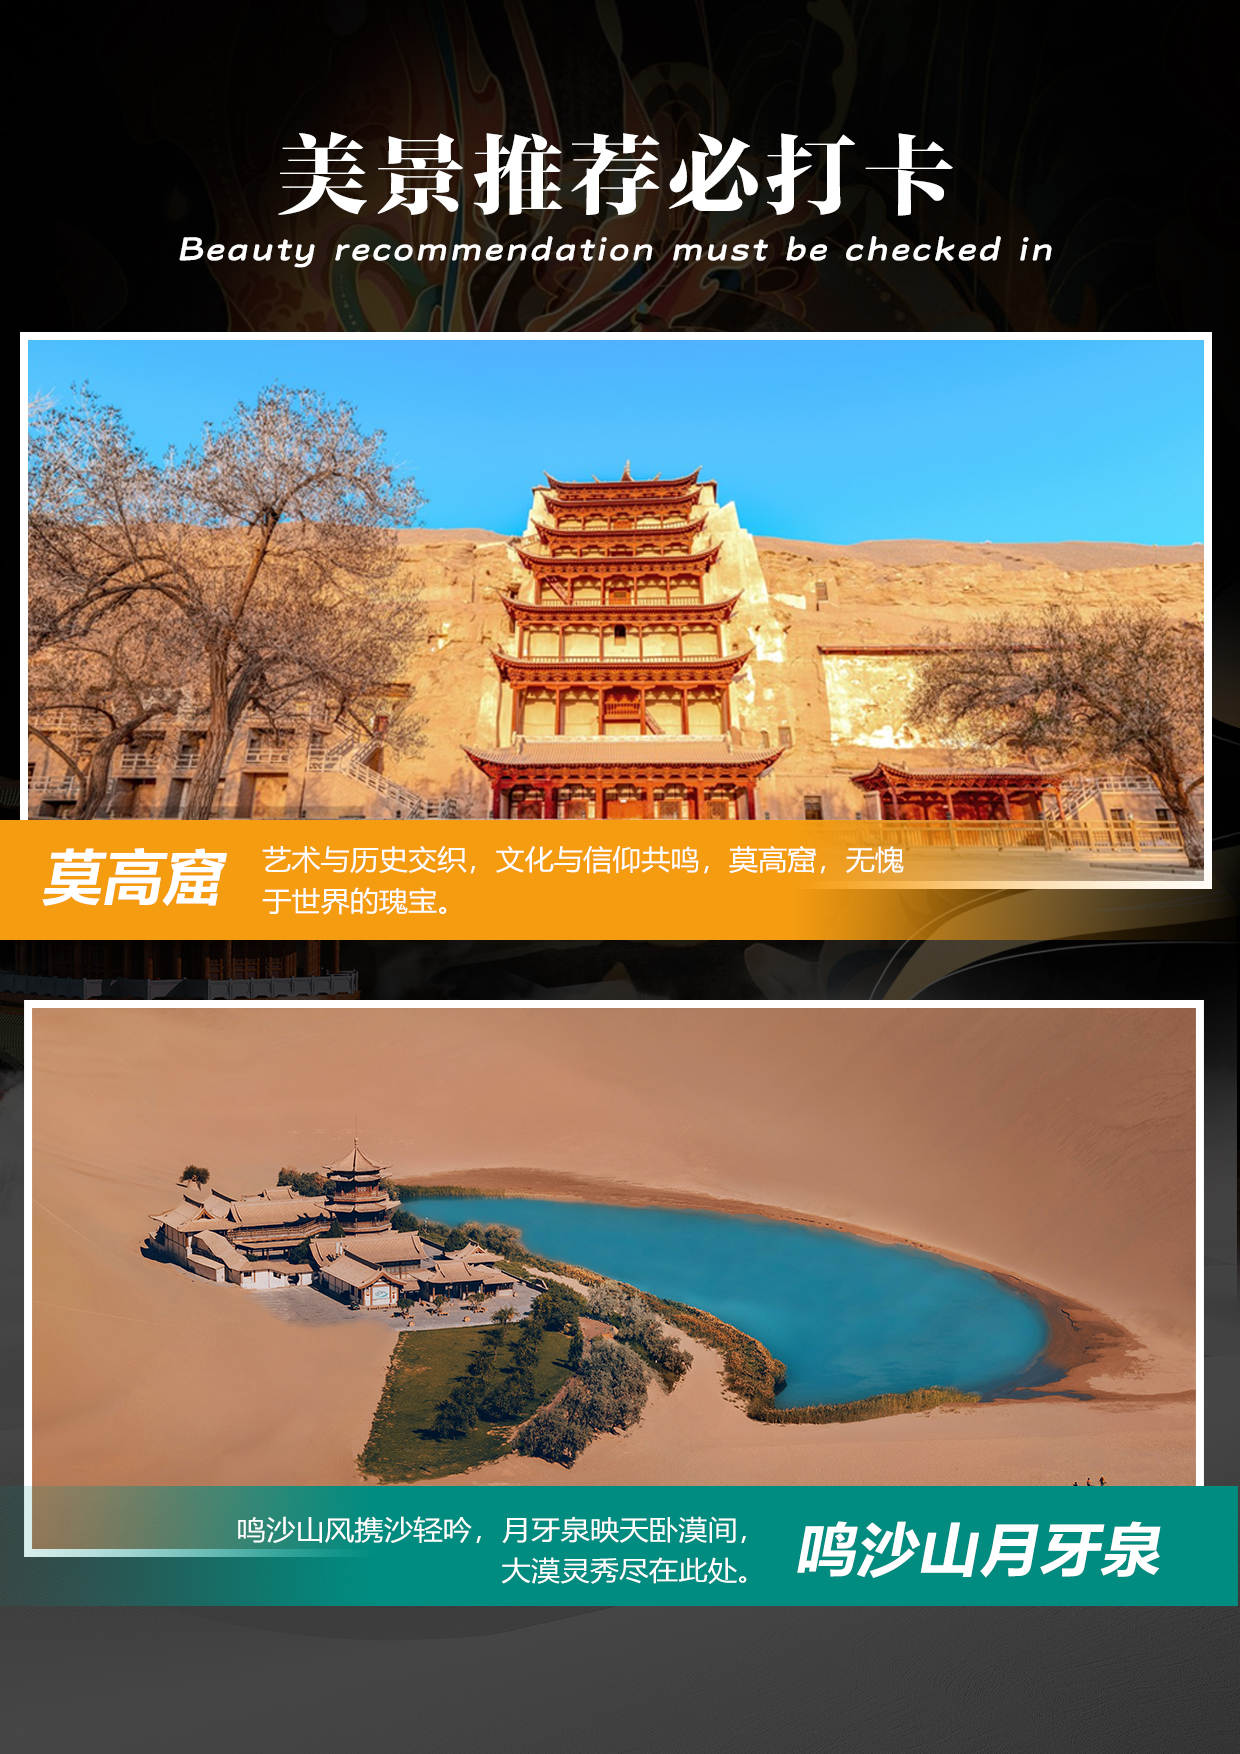 美景推荐必打卡
Beauty recommendation must be checked in
莫高窟
艺术与历史交织，文化与信仰共鸣，莫高窟，无愧
于世界的瑰宝。
鸣沙山风携沙轻吟，月牙泉映天卧漠间，
大漠灵秀尽在此处。
鸣沙山月牙泉